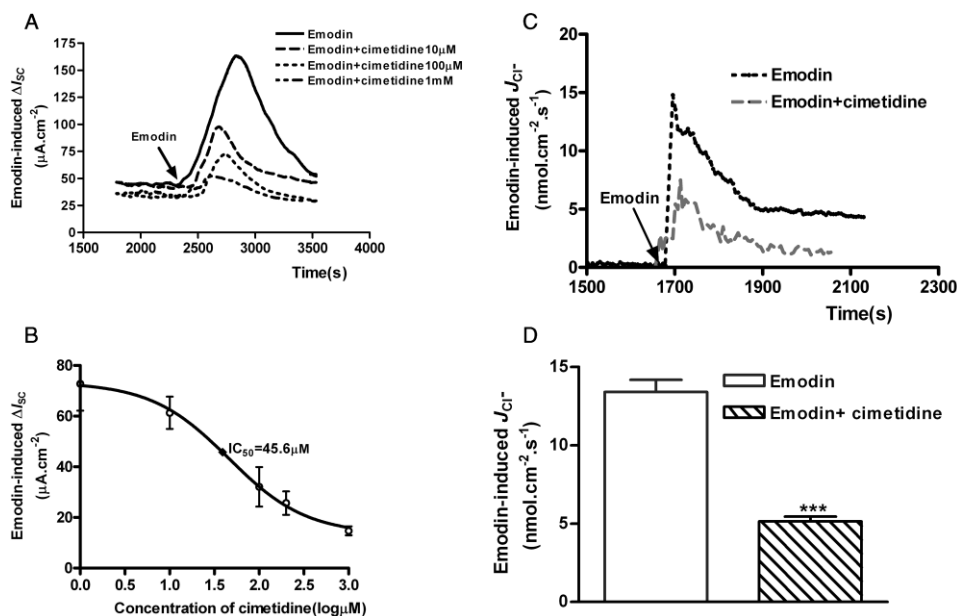 A
Emodin-induced ΔISC
(μA.cm-2)
175
150
125
100
75
50
25
0
1500 2000 2500 3000 3500 4000
Time(s)
Emodin
Emodin
Emodin+cimetidine10μM
Emodin+cimetidine100μM
Emodin+cimetidine1mM
B
Emodin-induced ΔISC
(μA.cm-2)
80
60
40
20
0
0.0 0.5 1.0 1.5 2.0 2.5 3.0
Concentration of cimetidine(logμM)
IC50=45.6μM
C
Emodin-induced JCl-
(nmol.cm-2.s-1)
20
15
10
5
0
1500 1700 1900 2100 2300
Time(s)
Emodin
Emodin
Emodin+cimetidine
D
Emodin-induced JCl-
(nmol.cm-2.s-1)
15
10
5
0
Emodin
Emodin+ cimetidine
***